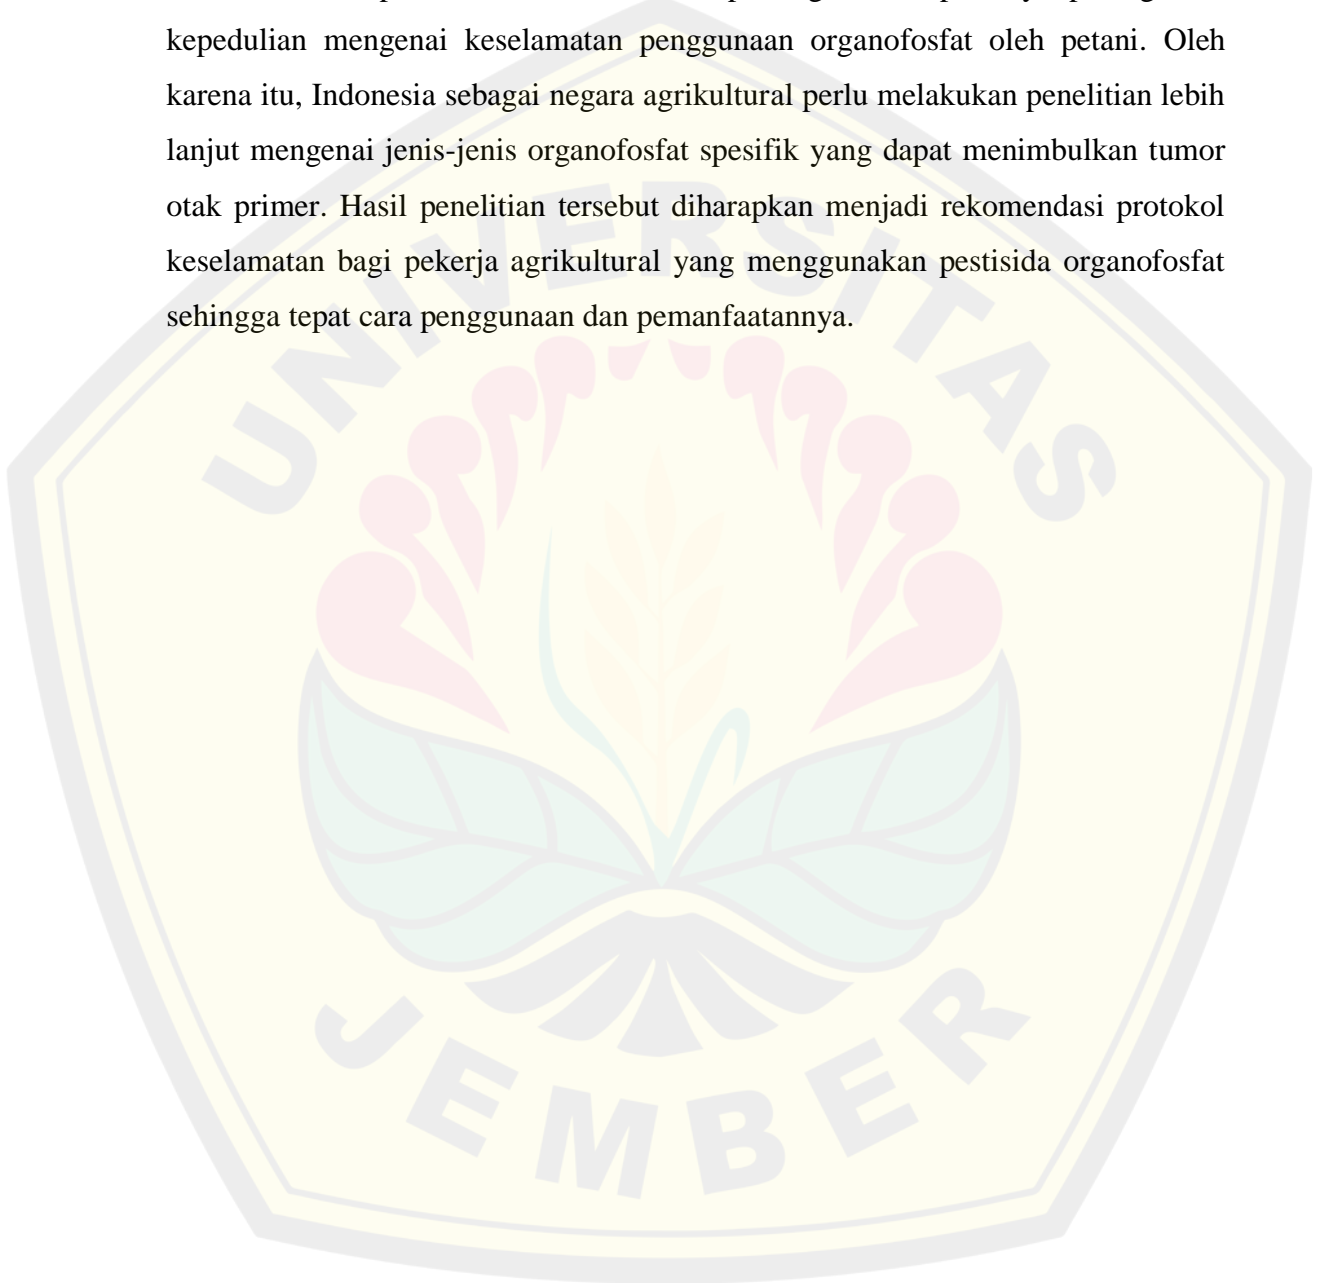 kepedulian mengenai keselamatan penggunaan organofosfat oleh petani. Oleh
karena itu, Indonesia sebagai negara agrikultural perlu melakukan penelitian lebih
lanjut mengenai jenis-jenis organofosfat spesifik yang dapat menimbulkan tumor
otak primer. Hasil penelitian tersebut diharapkan menjadi rekomendasi protokol
keselamatan bagi pekerja agrikultural yang menggunakan pestisida organofosfat
sehingga tepat cara penggunaan dan pemanfaatannya.
UNIVERSITAS
JEMBER